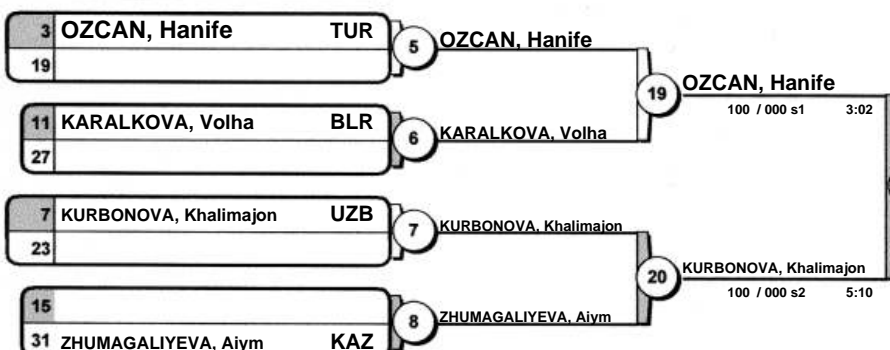 3 OZCAN, Hanife TUR
19
5
OZCAN, Hanife
11 KARALKOVA, Volha BLR
27
6
KARALKOVA, Volha
19
OZCAN, Hanife
100 / 000 s1 3:02
7 KURBONOVA, Khalimajon UZB
23
7
KURBONOVA, Khalimajon
15
31 ZHUMAGALIYEVA, Aiym KAZ
8
ZHUMAGALIYEVA, Aiym
20
KURBONOVA, Khalimajon
100 / 000 s2 5:10